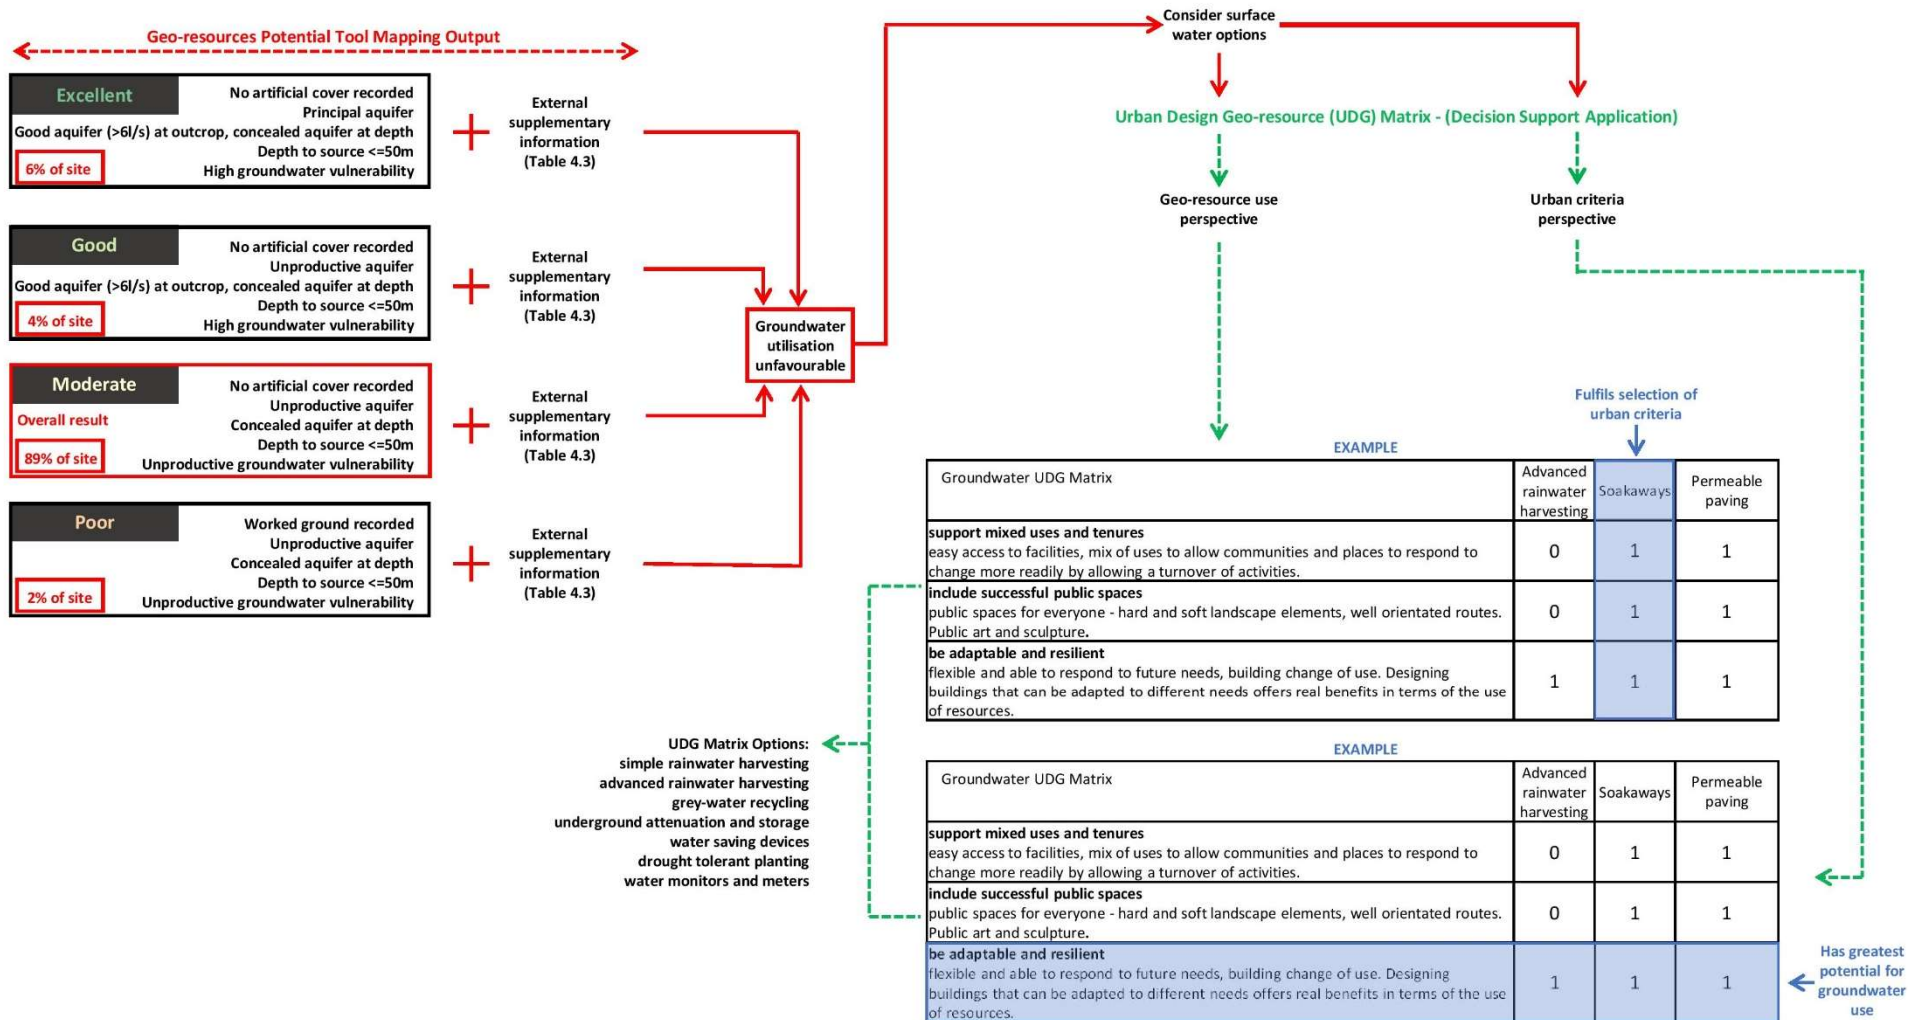 Geo-resources Potential Tool Mapping Output
Excellent
No artificial cover recorded
Principal aquifer
Good aquifer (>6l/s) at outcrop, concealed aquifer at depth
Depth to source <=50m
6% of site
High groundwater vulnerability
+
External
supplementary
information
(Table 4.3)
Good
No artificial cover recorded
Unproductive aquifer
Good aquifer (>6l/s) at outcrop, concealed aquifer at depth
Depth to source <=50m
4% of site
High groundwater vulnerability
+
External
supplementary
information
(Table 4.3)
Moderate
No artificial cover recorded
Unproductive aquifer
Overall result
Concealed aquifer at depth
Depth to source <=50m
89% of site
Unproductive groundwater vulnerability
+
External
supplementary
information
(Table 4.3)
Poor
Worked ground recorded
Unproductive aquifer
Concealed aquifer at depth
Depth to source <=50m
2% of site
Unproductive groundwater vulnerability
+
External
supplementary
information
(Table 4.3)
Groundwater
utilisation
unfavourable
Consider surface
water options
Urban Design Geo-resource (UDG) Matrix - (Decision Support Application)
Geo-resource use
perspective
Urban criteria
perspective
Fulfils selection of
urban criteria
EXAMPLE
Groundwater UDG Matrix
Advanced
rainwater
harvesting
Soakaways
Permeable
paving
support mixed uses and tenures
easy access to facilities, mix of uses to allow communities and places to respond to
change more readily by allowing a turnover of activities.
0 1 1
include successful public spaces
public spaces for everyone - hard and soft landscape elements, well orientated routes.
Public art and sculpture.
0 1 1
be adaptable and resilient
flexible and able to respond to future needs, building change of use. Designing
buildings that can be adapted to different needs offers real benefits in terms of the use
of resources.
1 1 1
UDG Matrix Options:
simple rainwater harvesting
advanced rainwater harvesting
grey-water recycling
underground attenuation and storage
water saving devices
drought tolerant planting
water monitors and meters
EXAMPLE
Groundwater UDG Matrix
Advanced
rainwater
harvesting
Soakaways
Permeable
paving
support mixed uses and tenures
easy access to facilities, mix of uses to allow communities and places to respond to
change more readily by allowing a turnover of activities.
0 1 1
include successful public spaces
public spaces for everyone - hard and soft landscape elements, well orientated routes.
Public art and sculpture.
0 1 1
be adaptable and resilient
flexible and able to respond to future needs, building change of use. Designing
buildings that can be adapted to different needs offers real benefits in terms of the use
of resources.
1 1 1
Has greatest
potential for
groundwater
use